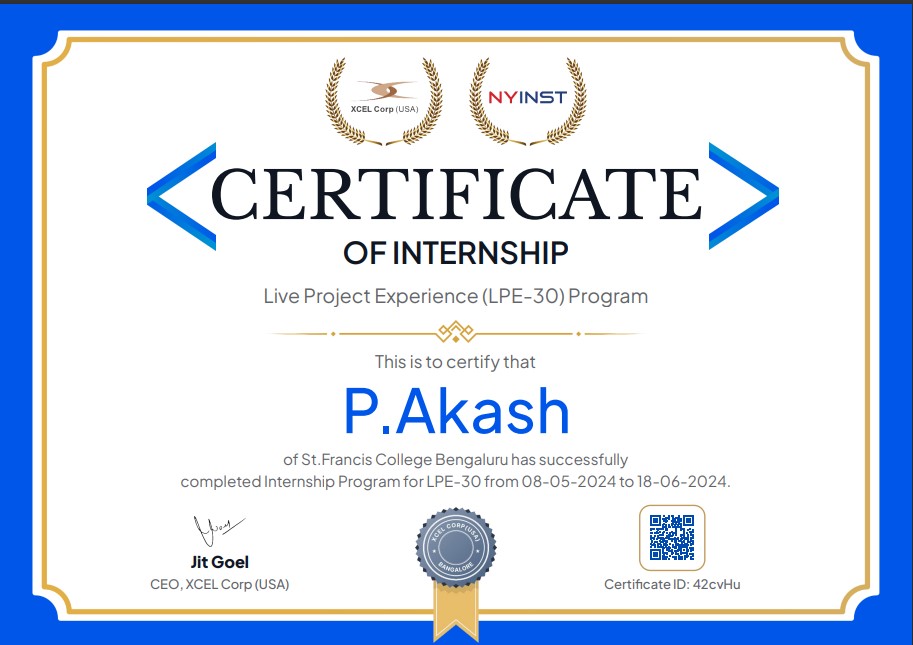 XCEL Corp (USA)
NYINST
CERTIFICATE
OF INTERNSHIP
Live Project Experience (LPE-30) Program
This is to certify that
P.Akash
of St.Francis College Bengaluru has successfully
completed Internship Program for LPE-30 from 08-05-2024 to 18-06-2024.
Jit Goel
CEO, XCEL Corp (USA)
XCEL CORP(USA)
BANGALORE
Certificate ID: 42cvHu